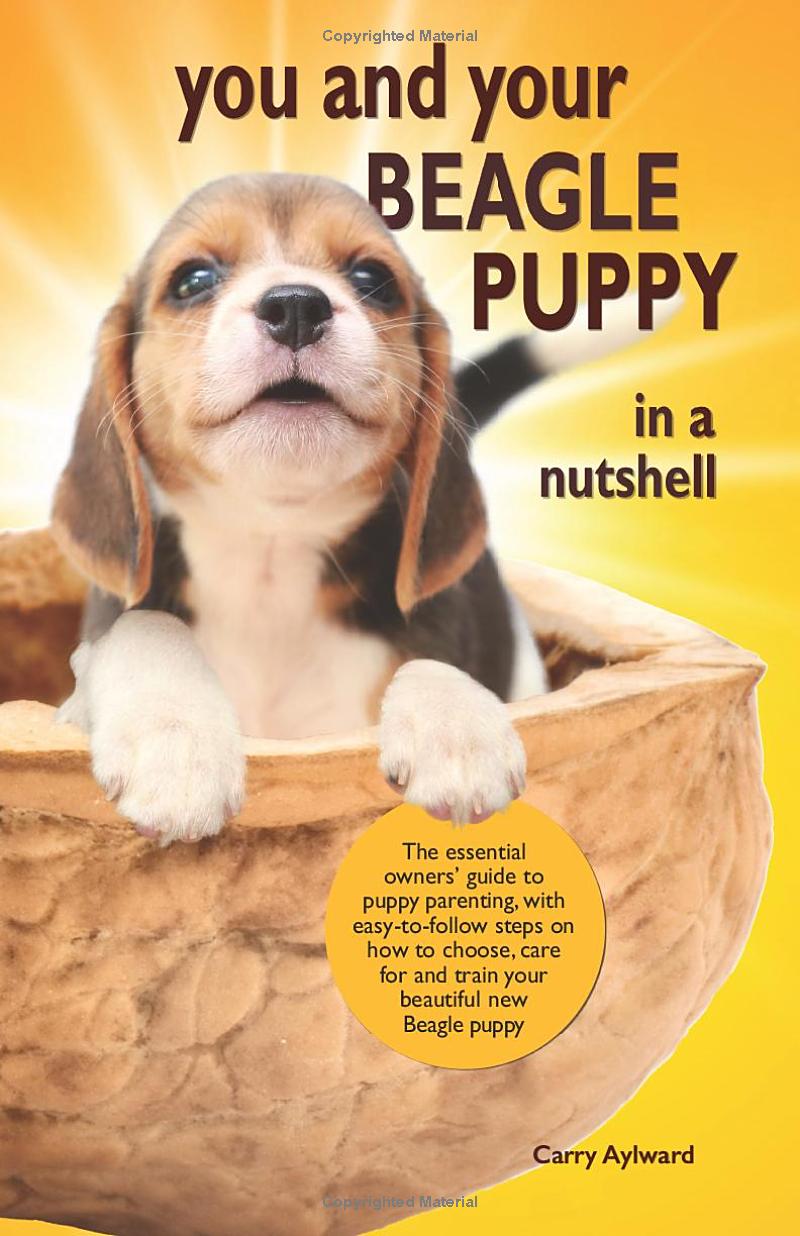 Copyrighted Material
you and your
BEAGLE
PUPPY
in a
nutshell
The essential
owners’ guide to
puppy parenting, with
easy-to-follow steps on
how to choose, care
for and train your
beautiful new
Beagle puppy
Carry Aylward
Copyrighted Material